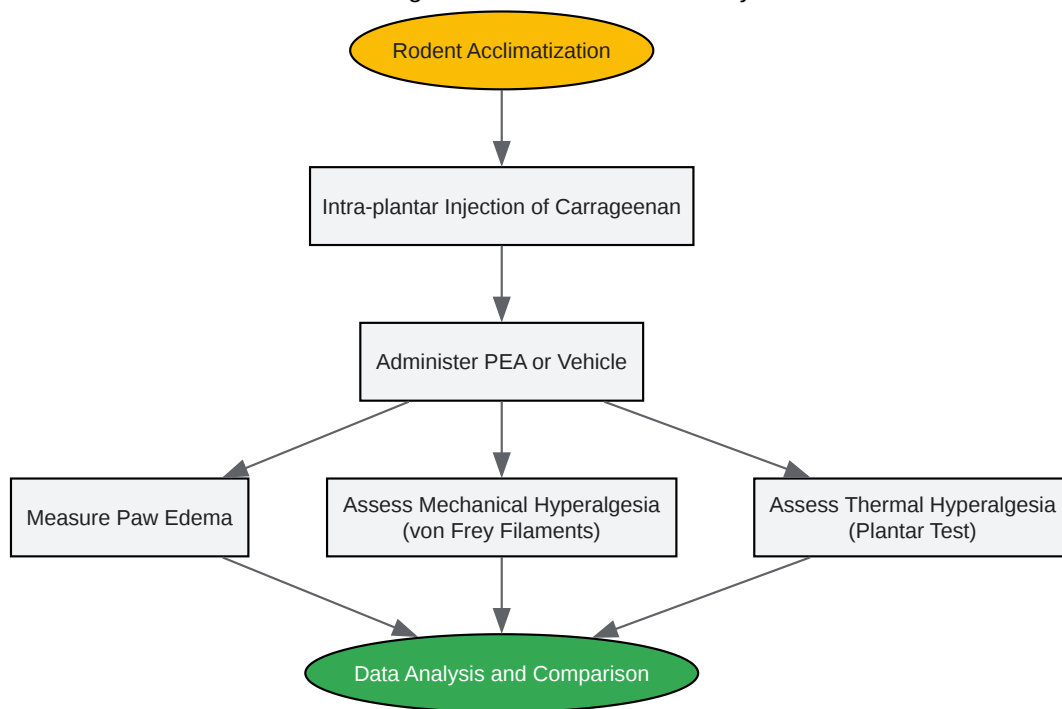 Rodent Acclimatization
Intra-plantar Injection of Carrageenan
Administer PEA or Vehicle
Measure Paw Edema
Assess Mechanical Hyperalgesia
(von Frey Filaments)
Assess Thermal Hyperalgesia
(Plantar Test)
Data Analysis and Comparison